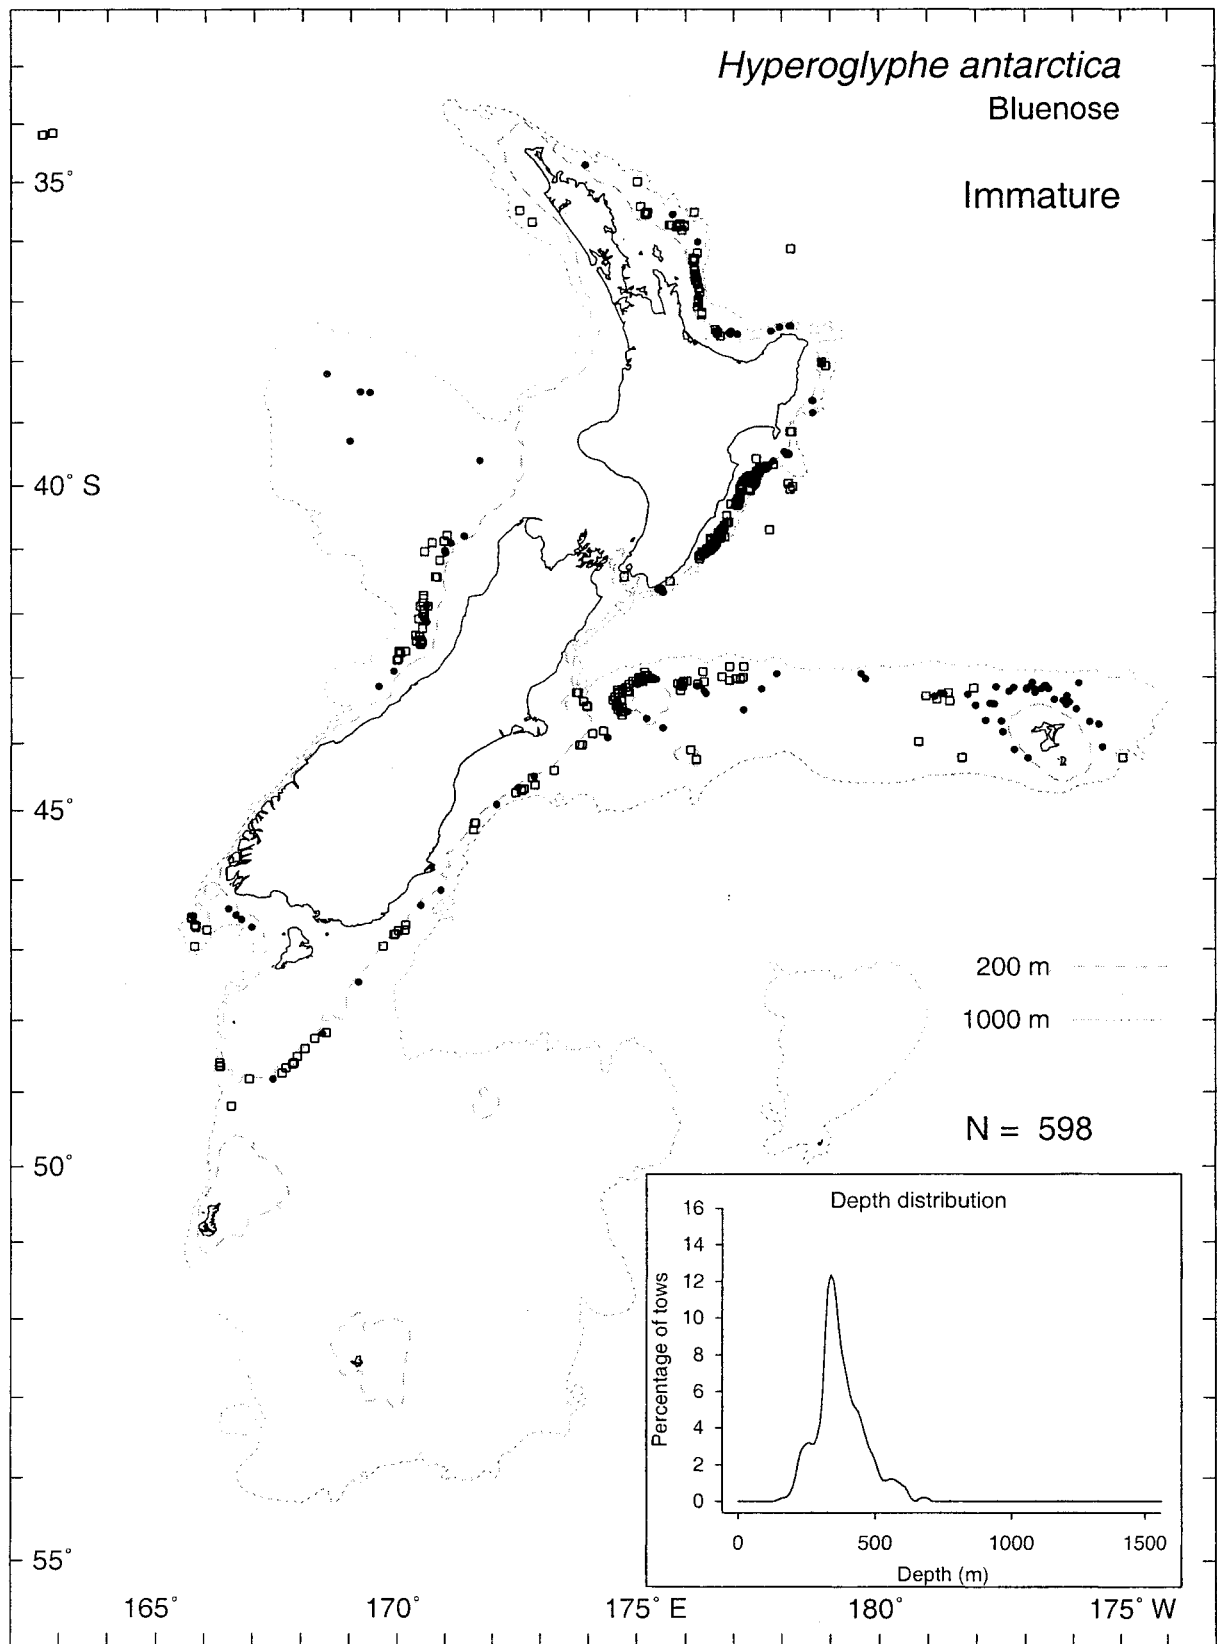 Hyperoglyphe antarctica
Bluenose
Immature
35°
40° S
45°
200 m
1000 m
N = 598
50°
Depth distribution
16
14
12
10
8
6
4
2
0
Percentage of tows
0 500 1000 1500
Depth (m)
55°
165° 170° 175° E 180° 175° W